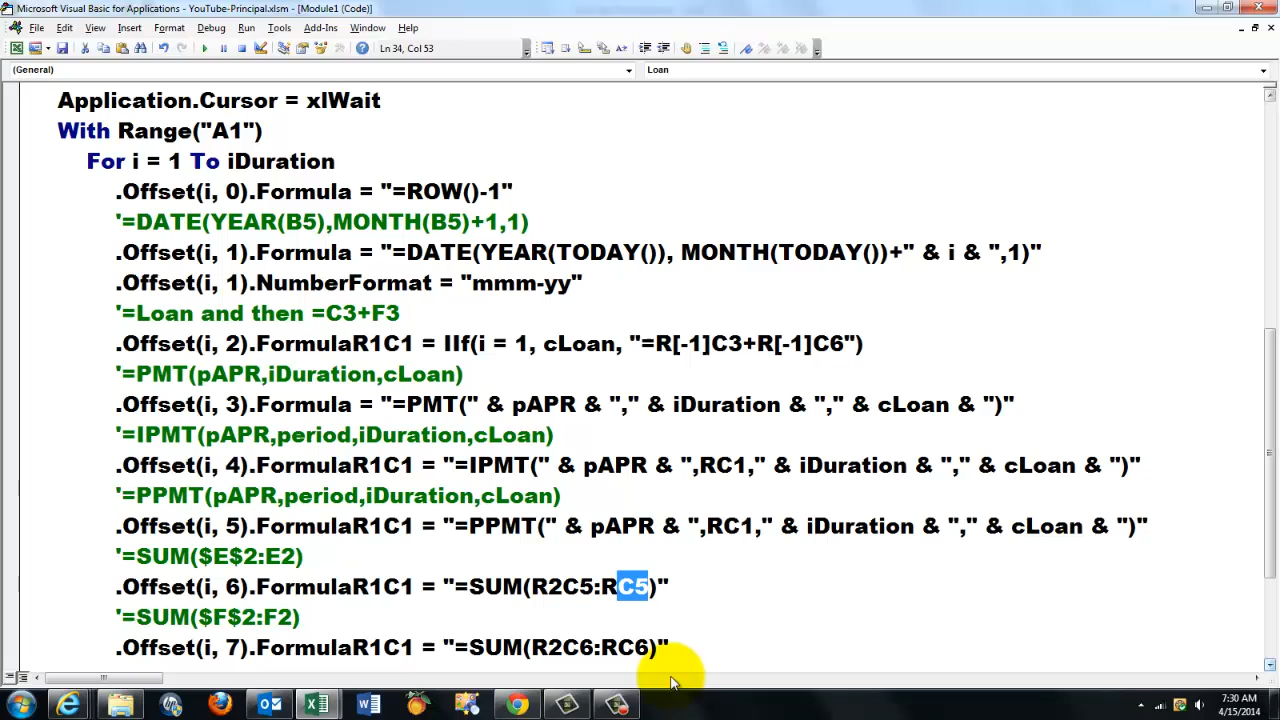 Microsoft Visual Basic for Applications - YouTube-Principal.xlsm - [Module1 (Code)]
File Edit View Insert Format Debug Run Tools Add-Ins Window Help
Ln 34, Col 53
(General) Loan
Application.Cursor = xlWait
With Range("A1")
For i = 1 To iDuration
.Offset(i, 0).Formula = "=ROW()-1"
'=DATE(YEAR(B5),MONTH(B5)+1,1)
.Offset(i, 1).Formula = "=DATE(YEAR(TODAY()), MONTH(TODAY())+" & i & ",1)"
.Offset(i, 1).NumberFormat = "mmm-yy"
'=Loan and then =C3+F3
.Offset(i, 2).FormulaR1C1 = IIf(i = 1, cLoan, "=R[-1]C3+R[-1]C6")
'=PMT(pAPR,iDuration,cLoan)
.Offset(i, 3).Formula = "=PMT(" & pAPR & "," & iDuration & "," & cLoan & ")"
'=IPMT(pAPR,period,iDuration,cLoan)
.Offset(i, 4).FormulaR1C1 = "=IPMT(" & pAPR & ",RC1," & iDuration & "," & cLoan & ")"
'=PPMT(pAPR,period,iDuration,cLoan)
.Offset(i, 5).FormulaR1C1 = "=PPMT(" & pAPR & ",RC1," & iDuration & "," & cLoan & ")"
'=SUM($E$2:E2)
.Offset(i, 6).FormulaR1C1 = "=SUM(R2C5:RC5)"
'=SUM($F$2:F2)
.Offset(i, 7).FormulaR1C1 = "=SUM(R2C6:RC6)"
7:30 AM
4/15/2014